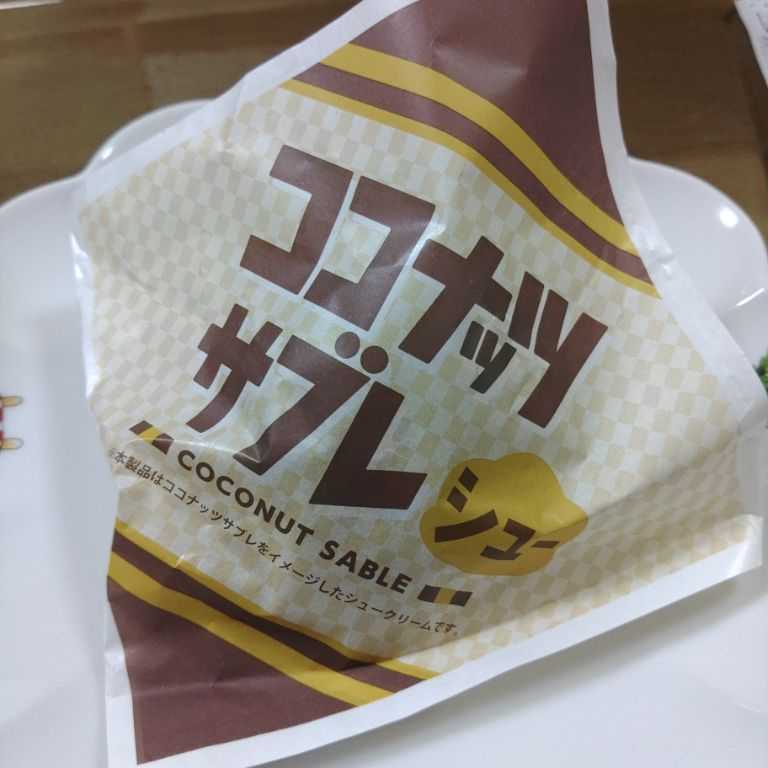 ココナッツ
サブレ
シュー
COCONUT SABLE
※本製品はココナッツサブレをイメージしたシュークリームです。